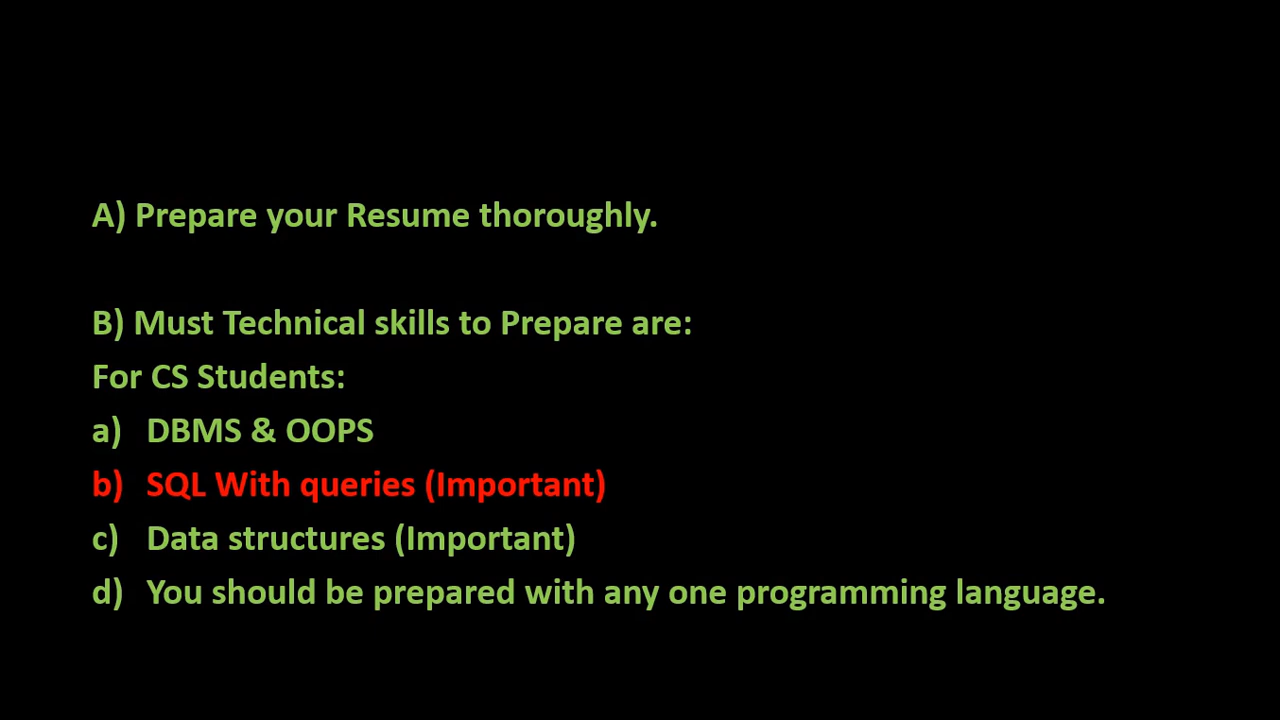 A) Prepare your Resume thoroughly.
B) Must Technical skills to Prepare are:
For CS Students:
a) DBMS & OOPS
b) SQL With queries (Important)
c) Data structures (Important)
d) You should be prepared with any one programming language.